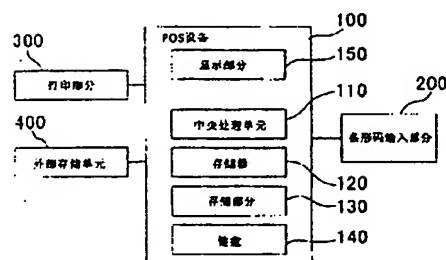 300
POS设备
100
150
显示部分
打印部分
110
200
400
中央处理单元
条形码输入部分
外部存储单元
存储器
120
存储部分
130
键盘
140